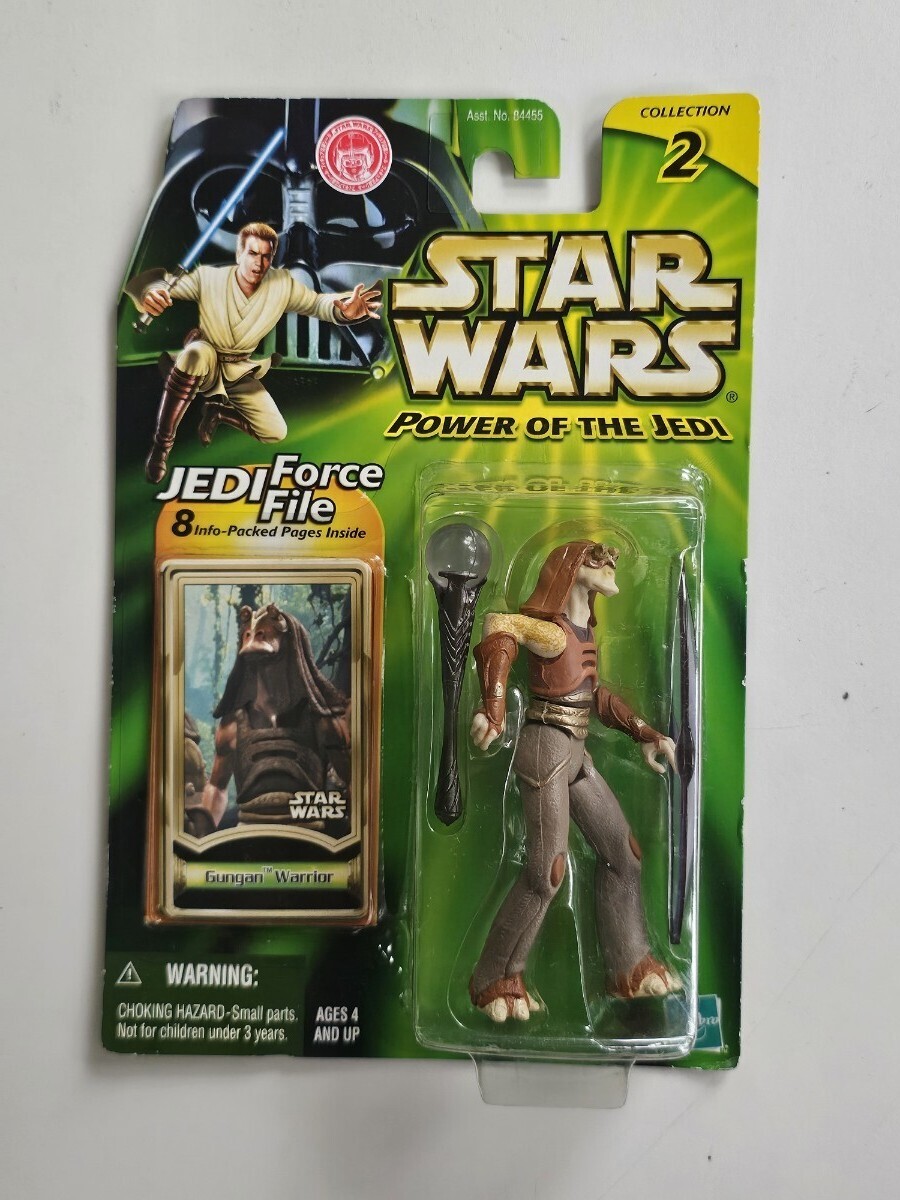 Asst. No. 84455
COLLECTION
2
STAR
WARS®
POWER OF THE JEDI
JEDI Force
File
8 Info-Packed Pages Inside
STAR
WARS
Gungan™ Warrior
WARNING:
CHOKING HAZARD-Small parts.
Not for children under 3 years.
AGES 4
AND UP